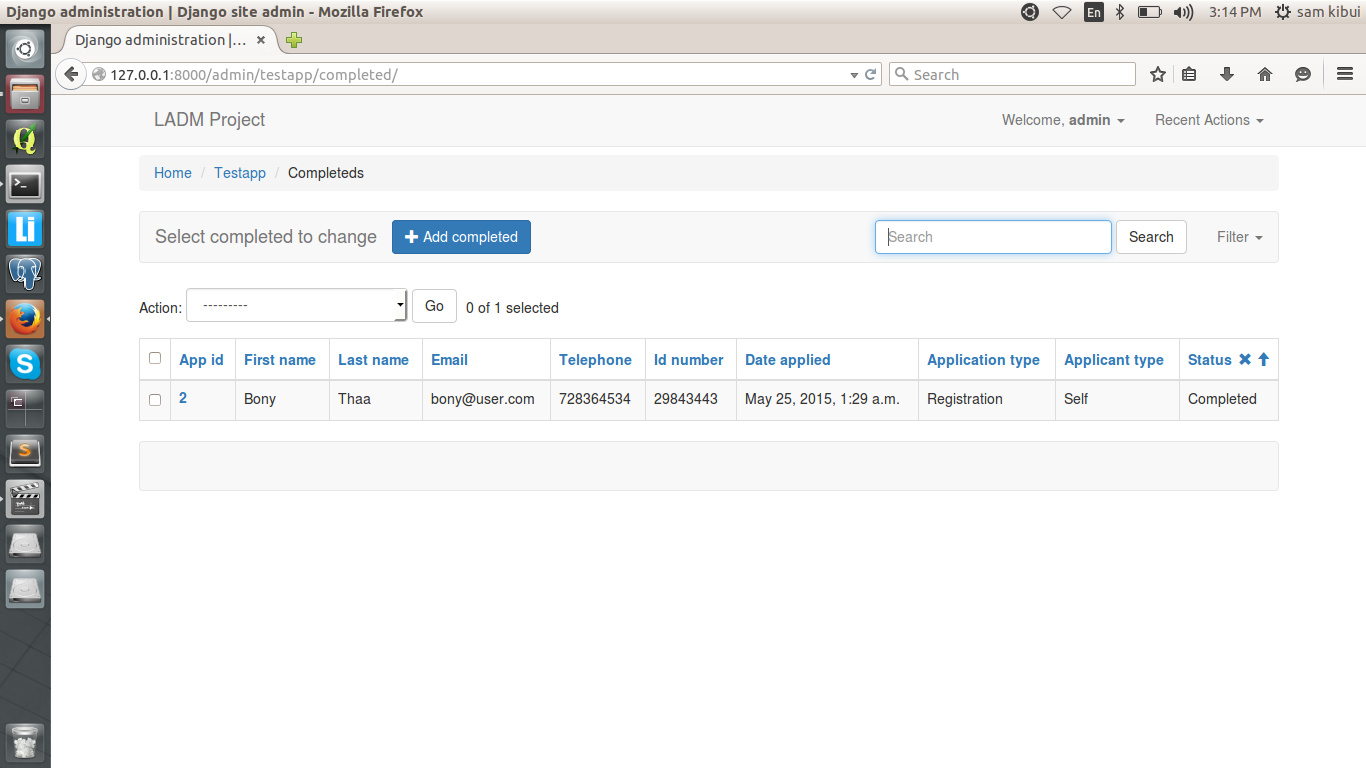 Django administration | Django site admin - Mozilla Firefox
En
3:14 PM
sam kibui
Django administration |...
127.0.0.1:8000/admin/testapp/completed/
Search
LADM Project
Welcome, admin
Recent Actions
Home / Testapp / Completeds
Select completed to change
Add completed
Search
Search
Filter
Action:
---------
Go
0 of 1 selected
App id First name Last name Email Telephone Id number Date applied Application type Applicant type Status
2 Bony Thaa bony@user.com 728364534 29843443 May 25, 2015, 1:29 a.m. Registration Self Completed